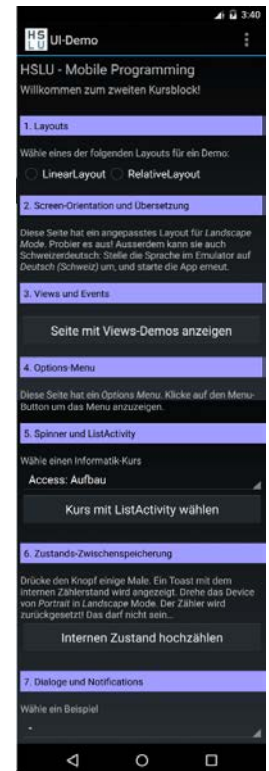 3:40
HS
LU
UI-Demo
HSLU - Mobile Programming
Willkommen zum zweiten Kursblock!
1. Layouts
Wähle eines der folgenden Layouts für ein Demo:
LinearLayout RelativeLayout
2. Screen-Orientation und Übersetzung
Diese Seite hat ein angepasstes Layout für Landscape
Mode. Probier es aus! Ausserdem kann sie auch
Schweizerdeutsch: Stelle die Sprache im Emulator auf
Deutsch (Schweiz) um, und starte die App erneut.
3. Views und Events
Seite mit Views-Demos anzeigen
4. Options-Menu
Diese Seite hat ein Options Menu. Klicke auf den Menu-
Button um das Menu anzuzeigen.
5. Spinner und ListActivity
Wähle einen Informatik-Kurs
Access: Aufbau
Kurs mit ListActivity wählen
6. Zustands-Zwischenspeicherung
Drücke den Knopf einige Male. Ein Toast mit dem
internen Zählerstand wird angezeigt. Drehe das Device
von Portrait in Landscape Mode. Der Zähler wird
zurückgesetzt! Das darf nicht sein...
Internen Zustand hochzählen
7. Dialoge und Notifications
Wähle ein Beispiel
-